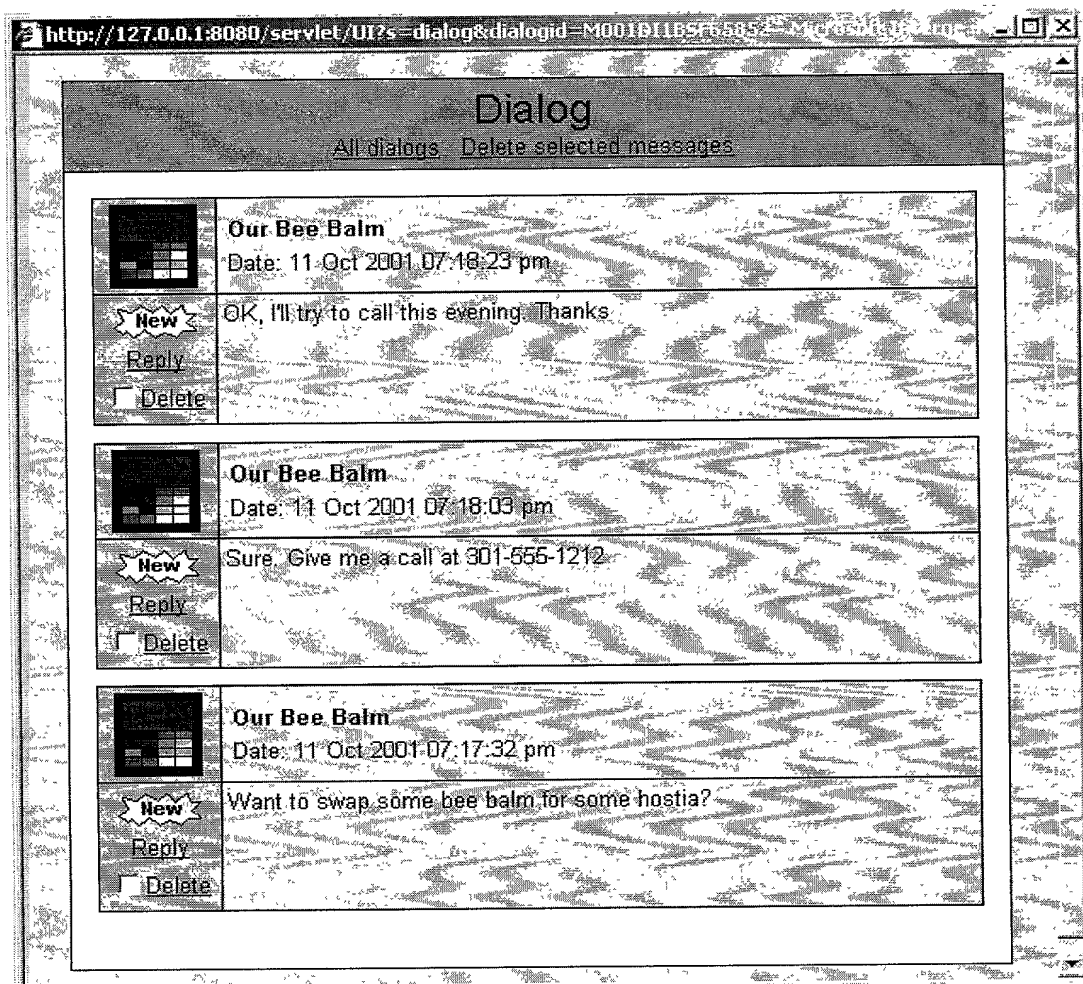 http://127.0.0.1:8080/servlet/UI?s=dialog&dialogid=
Dialog
All dialogs Delete selected messages
Our Bee Balm
Date: 11 Oct 2001 07:18:23 pm
New
OK, I'll try to call this evening. Thanks
Reply
Delete
Our Bee Balm
Date: 11 Oct 2001 07:18:03 pm
New
Sure. Give me a call at 301-555-1212
Reply
Delete
Our Bee Balm
Date: 11 Oct 2001 07:17:32 pm
New
Want to swap some bee balm for some hostia?
Reply
Delete